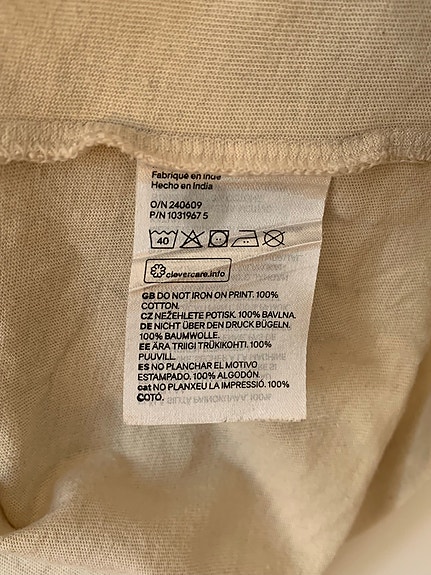 Fabriqué en Inde
Hecho en India
O/N 240609
P/N 1031967 5
40
clevercare.info
GB DO NOT IRON ON PRINT. 100%
COTTON.
CZ NEŽEHLETE POTISK. 100% BAVLNA.
DE NICHT ÜBER DEN DRUCK BÜGELN.
100% BAUMWOLLE.
EE ÄRA TRIIGI TRÜKIKOHTI. 100%
PUUVILL.
ES NO PLANCHAR EL MOTIVO
ESTAMPADO. 100% ALGODÓN.
cat NO PLANXEU LA IMPRESSIÓ. 100%
COTÓ.